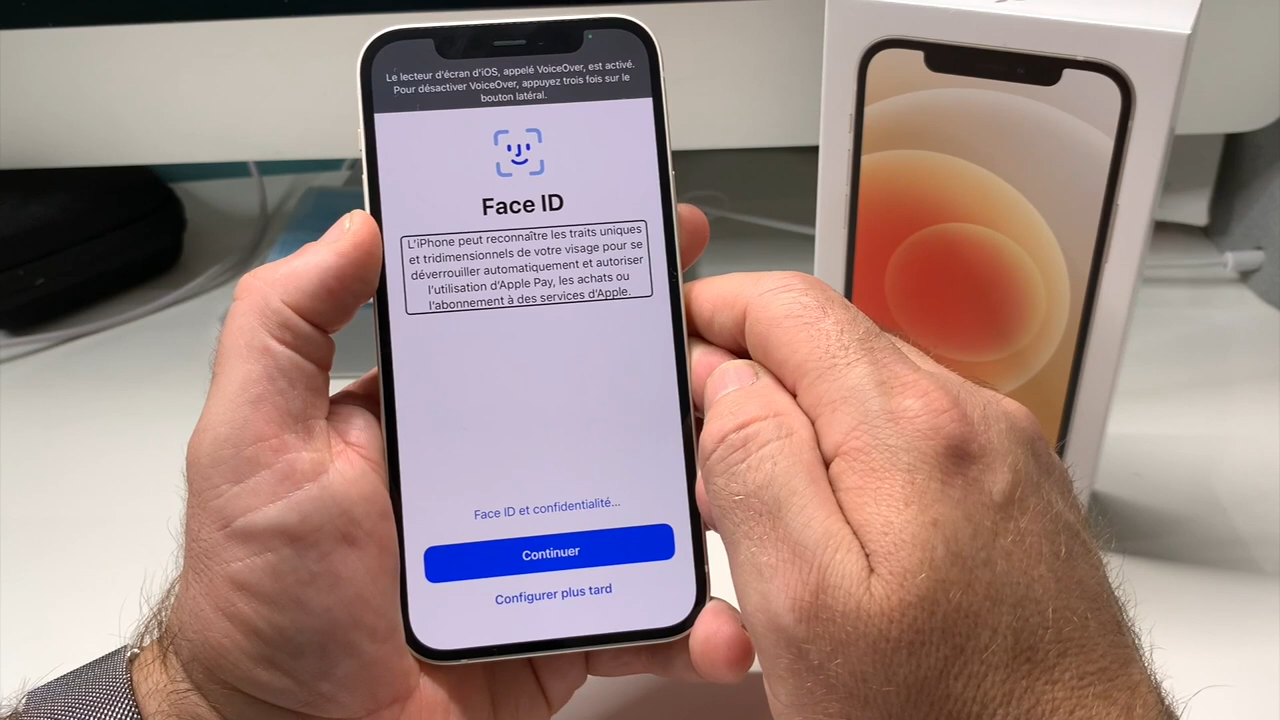 Le lecteur d'écran d'iOS, appelé VoiceOver, est activé.
Pour désactiver VoiceOver, appuyez trois fois sur le
bouton latéral.
Face ID
L'iPhone peut reconnaître les traits uniques
et tridimensionnels de votre visage pour se
déverrouiller automatiquement et autoriser
l'utilisation d'Apple Pay, les achats ou
l'abonnement à des services d'Apple.
Face ID et confidentialité...
Continuer
Configurer plus tard